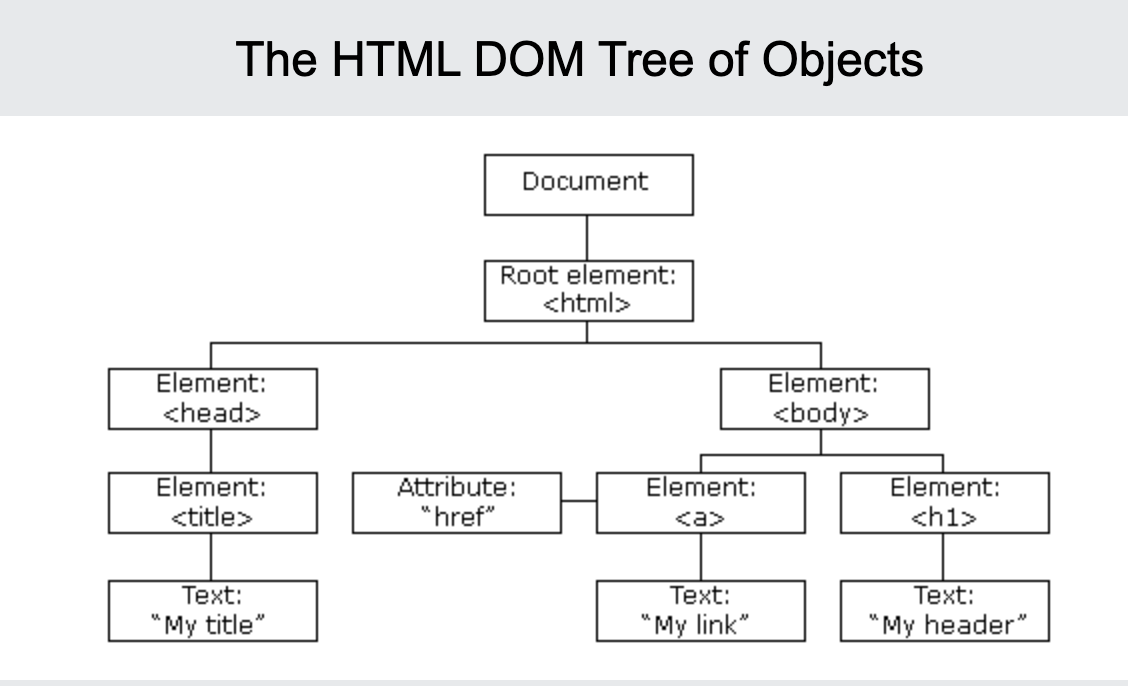 The HTML DOM Tree of Objects
Document
Root element:
<html>
Element:
<head>
Element:
<body>
Element:
<title>
Attribute:
“href”
Element:
<a>
Element:
<h1>
Text:
“My title”
Text:
“My link”
Text:
“My header”